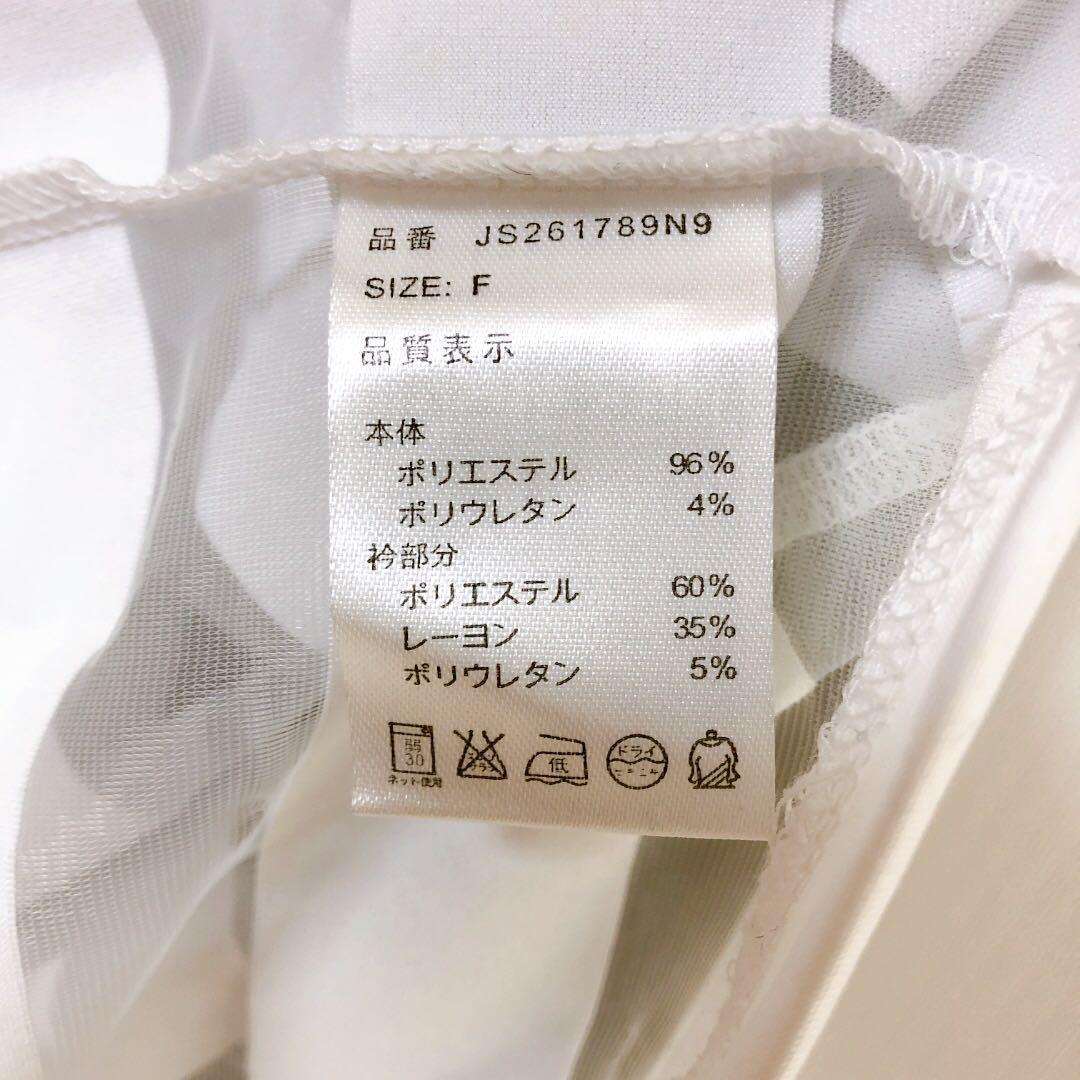 品番 JS261789N9
SIZE: F
品質表示
本体
ポリエステル 96%
ポリウレタン 4%
衿部分
ポリエステル 60%
レーヨン 35%
ポリウレタン 5%
弱
30
ネット使用
低
ドライ